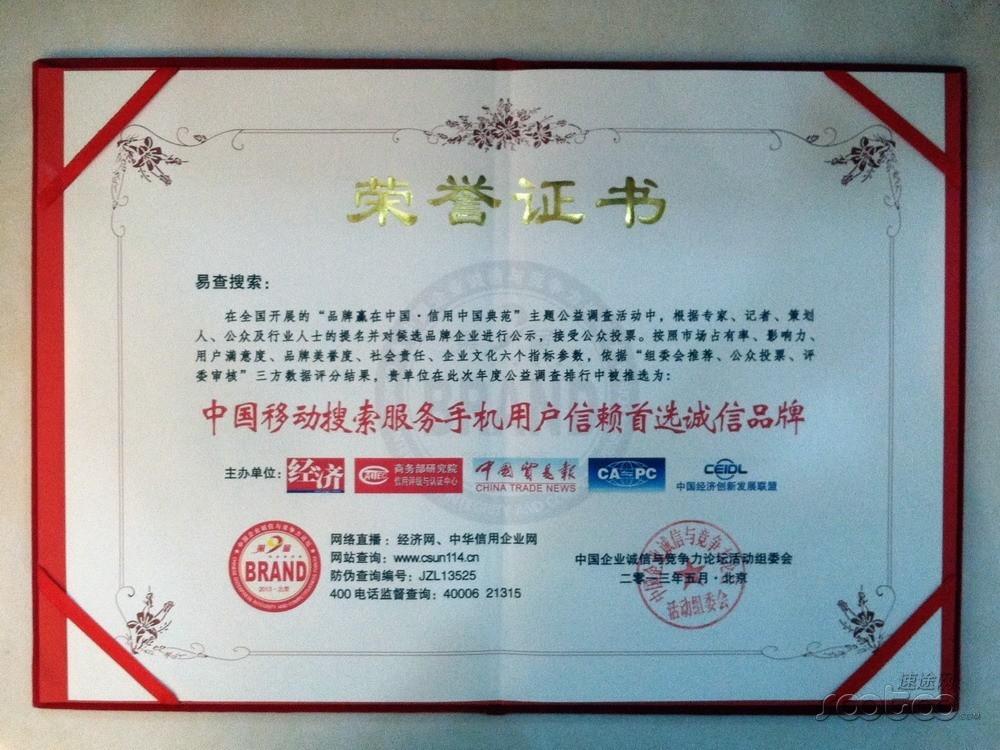 荣誉证书
易查搜索：
在全国开展的“品牌赢在中国·信用中国典范”主题公益调查活动中，根据专家、记者、策划
人、公众及行业人士的提名并对候选品牌企业进行公示，接受公众投票。按照市场占有率、影响力、
用户满意度、品牌美誉度、社会责任、企业文化六个指标参数，依据“组委会推荐、公众投票、评
委审核”三方数据评分结果，贵单位在此次年度公益调查排行中被推选为：
中国移动搜索服务手机用户信赖首选诚信品牌
主办单位：
经济
商务部研究院
信用评级与认证中心
中国贸易报
CHINA TRADE NEWS
CEIDL
中国经济创新发展联盟
第9届
BRAND
2013·北京
网络直播：经济网、中华信用企业网
网站查询：www.csun114.cn
防伪查询编号：JZL13525
400电话监督查询：40006 21315
中国企业诚信与竞争力论坛活动组委会
二零一三年五月·北京
活动组委会
速途网
sootoo.com